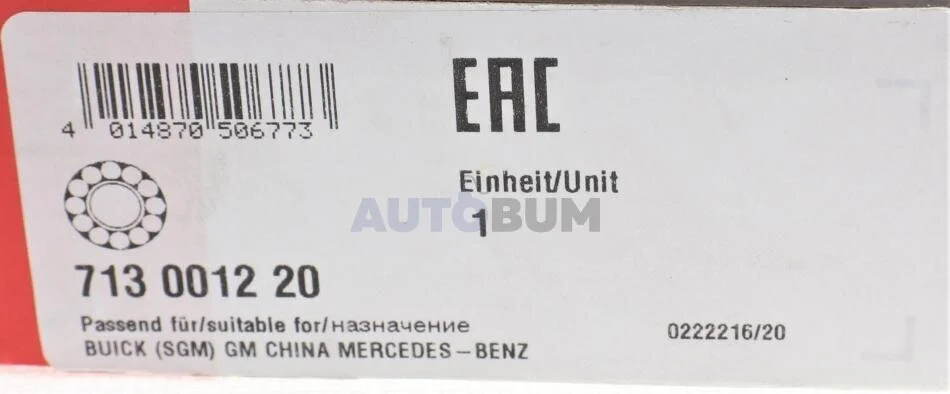 EAC
4 014870 506773
Einheit/Unit
1
AUTOBUM
713 0012 20
Passend für/suitable for/назначение
BUICK (SGM) GM CHINA MERCEDES-BENZ
0222216/20